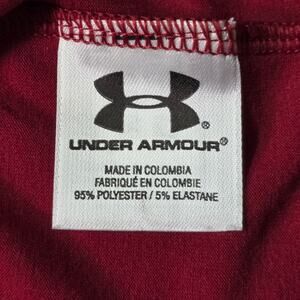 ®
UNDER ARMOUR®
MADE IN COLOMBIA
FABRIQUÉ EN COLOMBIE
95% POLYESTER / 5% ELASTANE